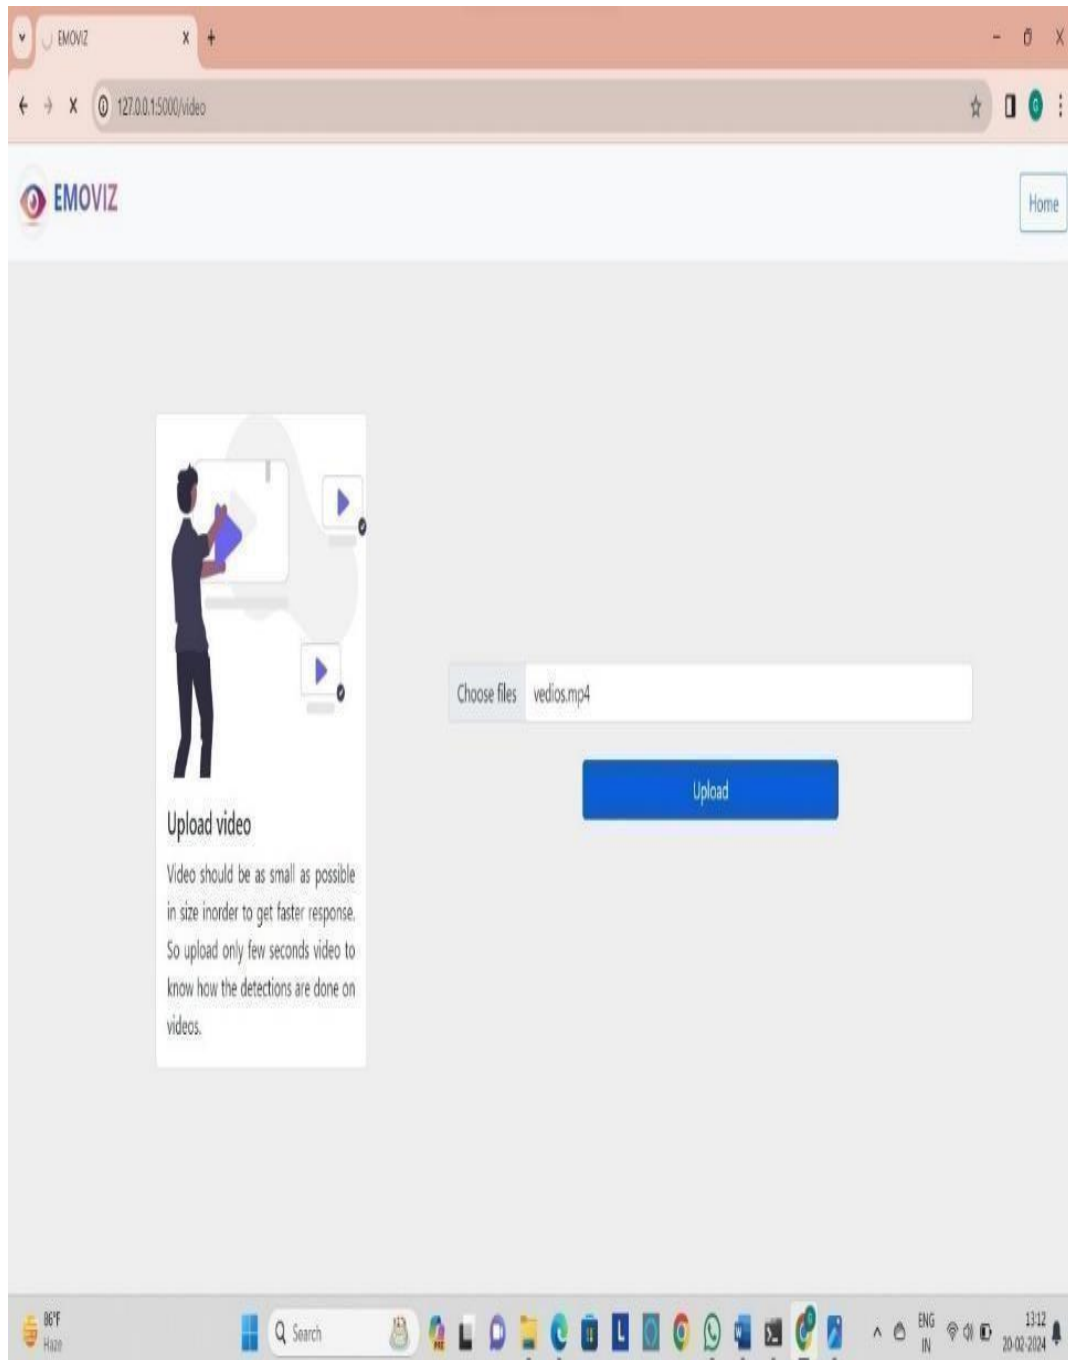 EMOVIZ
127.0.0.1:5000/video
EMOVIZ
Home
Choose files vedios.mp4
Upload
Upload video
Video should be as small as possible
in size inorder to get faster response.
So upload only few seconds video to
know how the detections are done on
videos.
86°F
Haze
Search
ENG
IN
13:12
20-02-2024